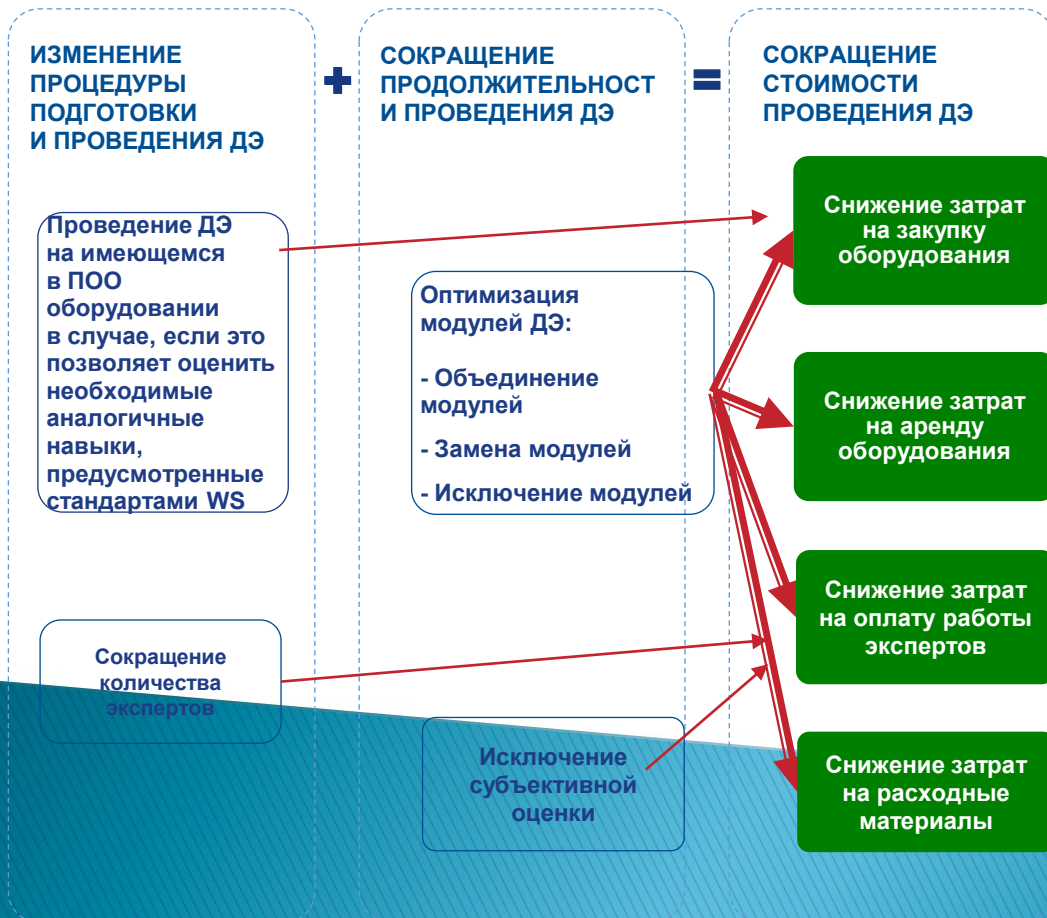 ИЗМЕНЕНИЕ
ПРОЦЕДУРЫ
ПОДГОТОВКИ
И ПРОВЕДЕНИЯ ДЭ
+
СОКРАЩЕНИЕ
ПРОДОЛЖИТЕЛЬНОСТ
И ПРОВЕДЕНИЯ ДЭ
=
СОКРАЩЕНИЕ
СТОИМОСТИ
ПРОВЕДЕНИЯ ДЭ
Проведение ДЭ
на имеющемся
в ПОО
оборудовании
в случае, если это
позволяет оценить
необходимые
аналогичные
навыки,
предусмотренные
стандартами WS
Сокращение
количества
экспертов
Оптимизация
модулей ДЭ:
- Объединение
модулей
- Замена модулей
- Исключение модулей
Исключение
субъективной
оценки
Снижение затрат
на закупку
оборудования
Снижение затрат
на аренду
оборудования
Снижение затрат
на оплату работы
экспертов
Снижение затрат
на расходные
материалы